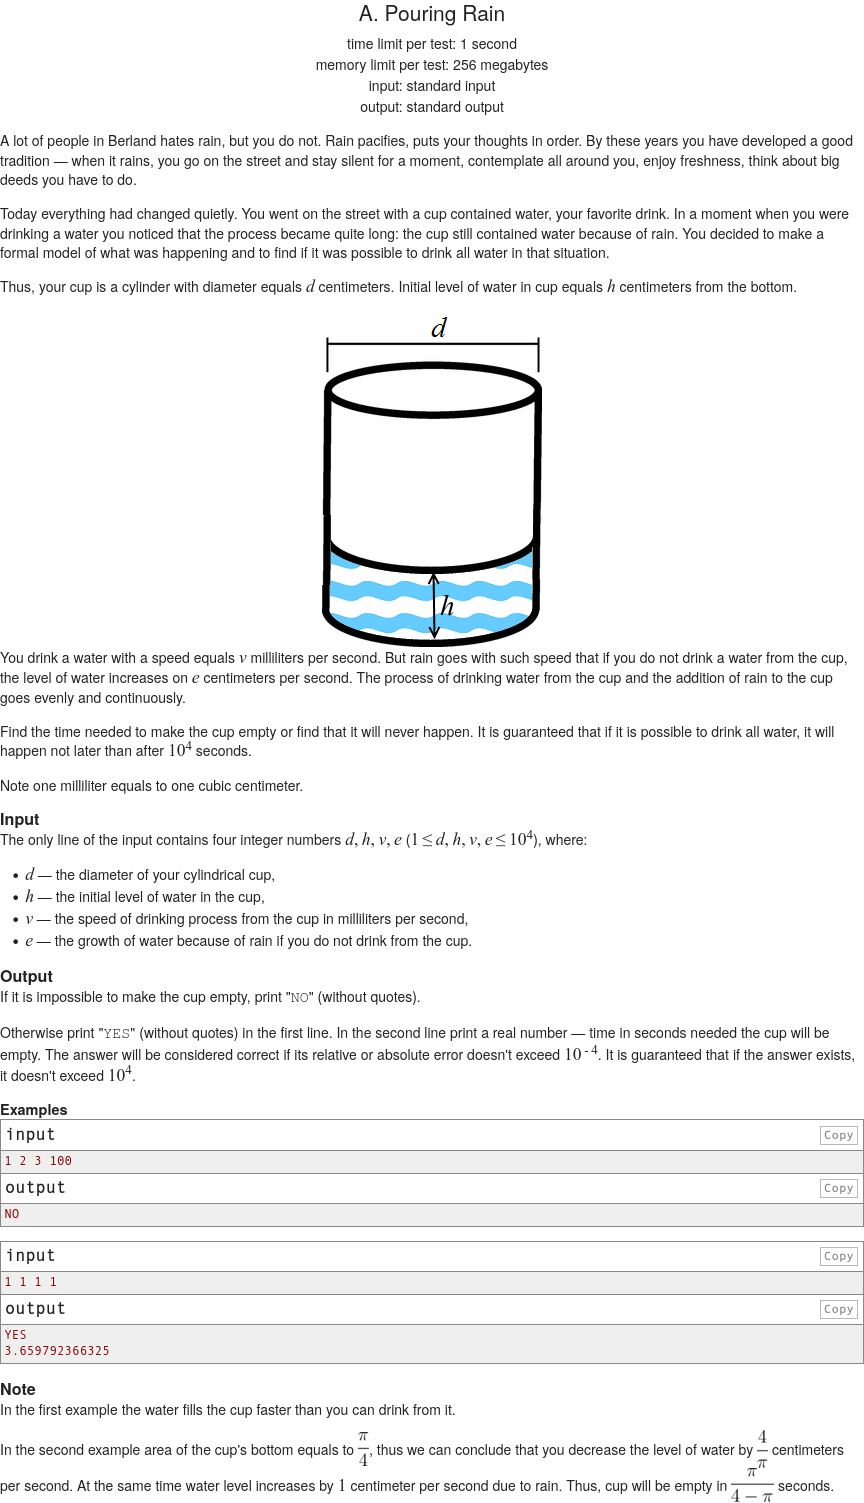 A. Pouring Rain
time limit per test: 1 second
memory limit per test: 256 megabytes
input: standard input
output: standard output
A lot of people in Berland hates rain, but you do not. Rain pacifies, puts your thoughts in order. By these years you have developed a good
tradition — when it rains, you go on the street and stay silent for a moment, contemplate all around you, enjoy freshness, think about big
deeds you have to do.
Today everything had changed quietly. You went on the street with a cup contained water, your favorite drink. In a moment when you were
drinking a water you noticed that the process became quite long: the cup still contained water because of rain. You decided to make a
formal model of what was happening and to find if it was possible to drink all water in that situation.
Thus, your cup is a cylinder with diameter equals d centimeters. Initial level of water in cup equals h centimeters from the bottom.
d
h
You drink a water with a speed equals v milliliters per second. But rain goes with such speed that if you do not drink a water from the cup,
the level of water increases on e centimeters per second. The process of drinking water from the cup and the addition of rain to the cup
goes evenly and continuously.
Find the time needed to make the cup empty or find that it will never happen. It is guaranteed that if it is possible to drink all water, it will
happen not later than after 10^4 seconds.
Note one milliliter equals to one cubic centimeter.
Input
The only line of the input contains four integer numbers d, h, v, e (1 ≤ d, h, v, e ≤ 10^4), where:
• d — the diameter of your cylindrical cup,
• h — the initial level of water in the cup,
• v — the speed of drinking process from the cup in milliliters per second,
• e — the growth of water because of rain if you do not drink from the cup.
Output
If it is impossible to make the cup empty, print "NO" (without quotes).
Otherwise print "YES" (without quotes) in the first line. In the second line print a real number — time in seconds needed the cup will be
empty. The answer will be considered correct if its relative or absolute error doesn't exceed 10^-4. It is guaranteed that if the answer exists,
it doesn't exceed 10^4.
Examples
input Copy
1 2 3 100
output Copy
NO
input Copy
1 1 1 1
output Copy
YES
3.659792366325
Note
In the first example the water fills the cup faster than you can drink from it.
In the second example area of the cup's bottom equals to π/4, thus we can conclude that you decrease the level of water by 4/π centimeters
per second. At the same time water level increases by 1 centimeter per second due to rain. Thus, cup will be empty in π/(4 − π) seconds.